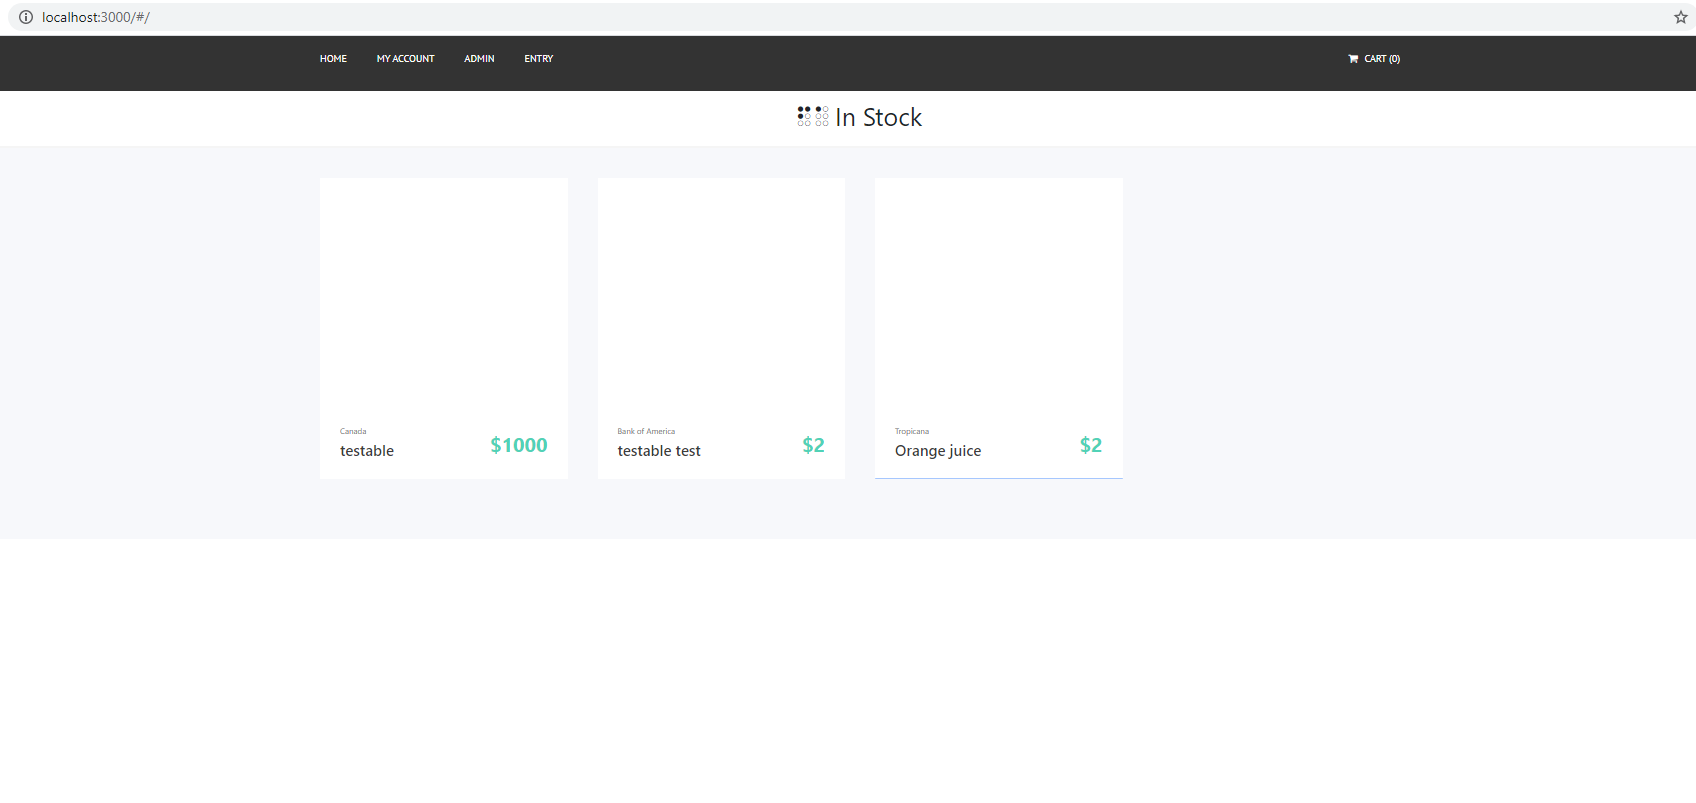 localhost:3000/#/
HOME MY ACCOUNT ADMIN ENTRY CART (0)
⠋⠁ In Stock
Canada
testable $1000
Bank of America
testable test $2
Tropicana
Orange juice $2